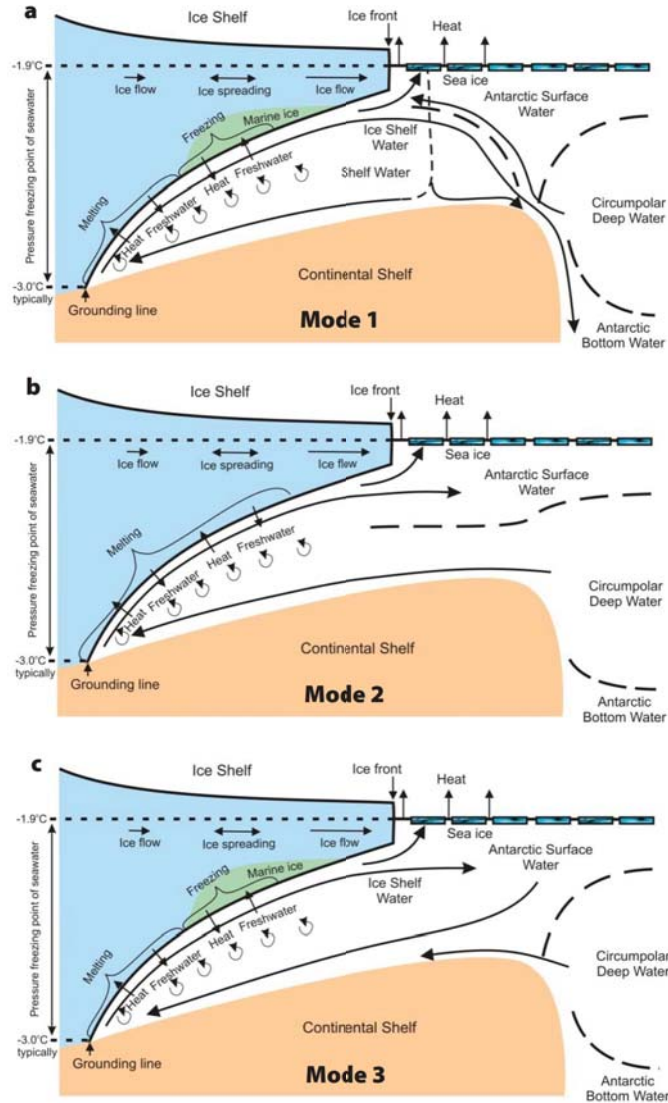 a
Ice Shelf
Ice front
Heat
-1.9°C
Ice flow
Ice spreading
Ice flow
Sea ice
Antarctic Surface
Water
Pressure freezing point of seawater
Freezing
Marine ice
Ice Shelf
Water
Melting
Heat Freshwater Heat Freshwater
Shelf Water
Circumpolar
Deep Water
Continental Shelf
-3.0°C
typically
Grounding line
Mode 1
Antarctic
Bottom Water
b
Ice Shelf
Ice front
Heat
-1.9°C
Ice flow
Ice spreading
Ice flow
Sea ice
Antarctic Surface
Water
Pressure freezing point of seawater
Melting
Heat Freshwater Heat Freshwater
Circumpolar
Deep Water
Continental Shelf
-3.0°C
typically
Grounding line
Mode 2
Antarctic
Bottom Water
c
Ice Shelf
Ice front
Heat
-1.9°C
Ice flow
Ice spreading
Ice flow
Sea ice
Antarctic Surface
Water
Pressure freezing point of seawater
Freezing
Marine ice
Ice Shelf
Water
Melting
Heat Freshwater Heat Freshwater
Circumpolar
Deep Water
Continental Shelf
-3.0°C
typically
Grounding line
Mode 3
Antarctic
Bottom Water